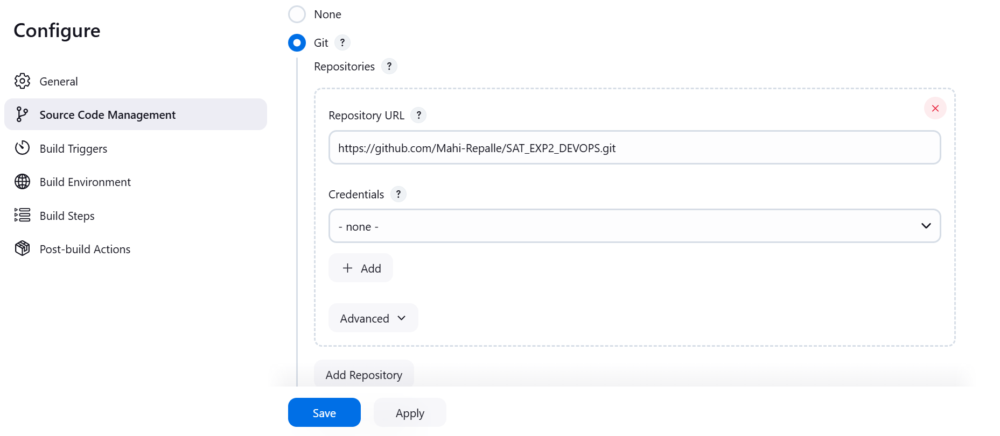 Configure
General
Source Code Management
Build Triggers
Build Environment
Build Steps
Post-build Actions
None
Git ?
Repositories ?
Repository URL ?
https://github.com/Mahi-Repalle/SAT_EXP2_DEVOPS.git
Credentials ?
- none -
+ Add
Advanced
Add Repository
Save
Apply